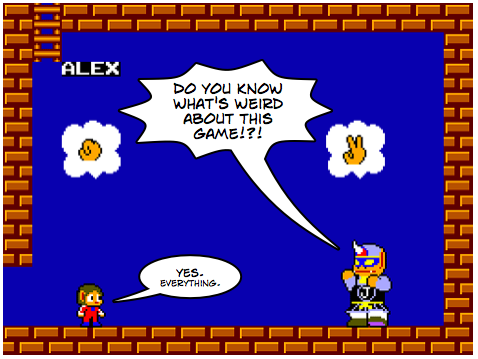 ALEX
DO YOU KNOW
WHAT'S WEIRD
ABOUT THIS
GAME!?!
YES.
EVERYTHING.
J